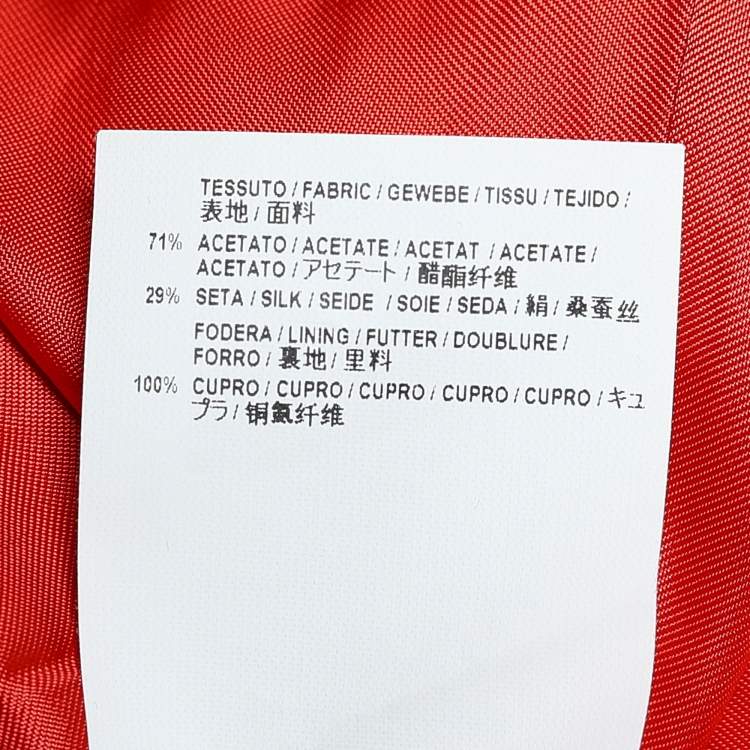 TESSUTO / FABRIC / GEWEBE / TISSU / TEJIDO /
表地 / 面料
71% ACETATO / ACETATE / ACETAT / ACETATE /
ACETATO / アセテート / 醋酯纤维
29% SETA / SILK / SEIDE / SOIE / SEDA / 絹 / 桑蚕丝
FODERA / LINING / FUTTER / DOUBLURE /
FORRO / 裏地 / 里料
100% CUPRO / CUPRO / CUPRO / CUPRO / CUPRO / キュ
プラ / 铜氨纤维